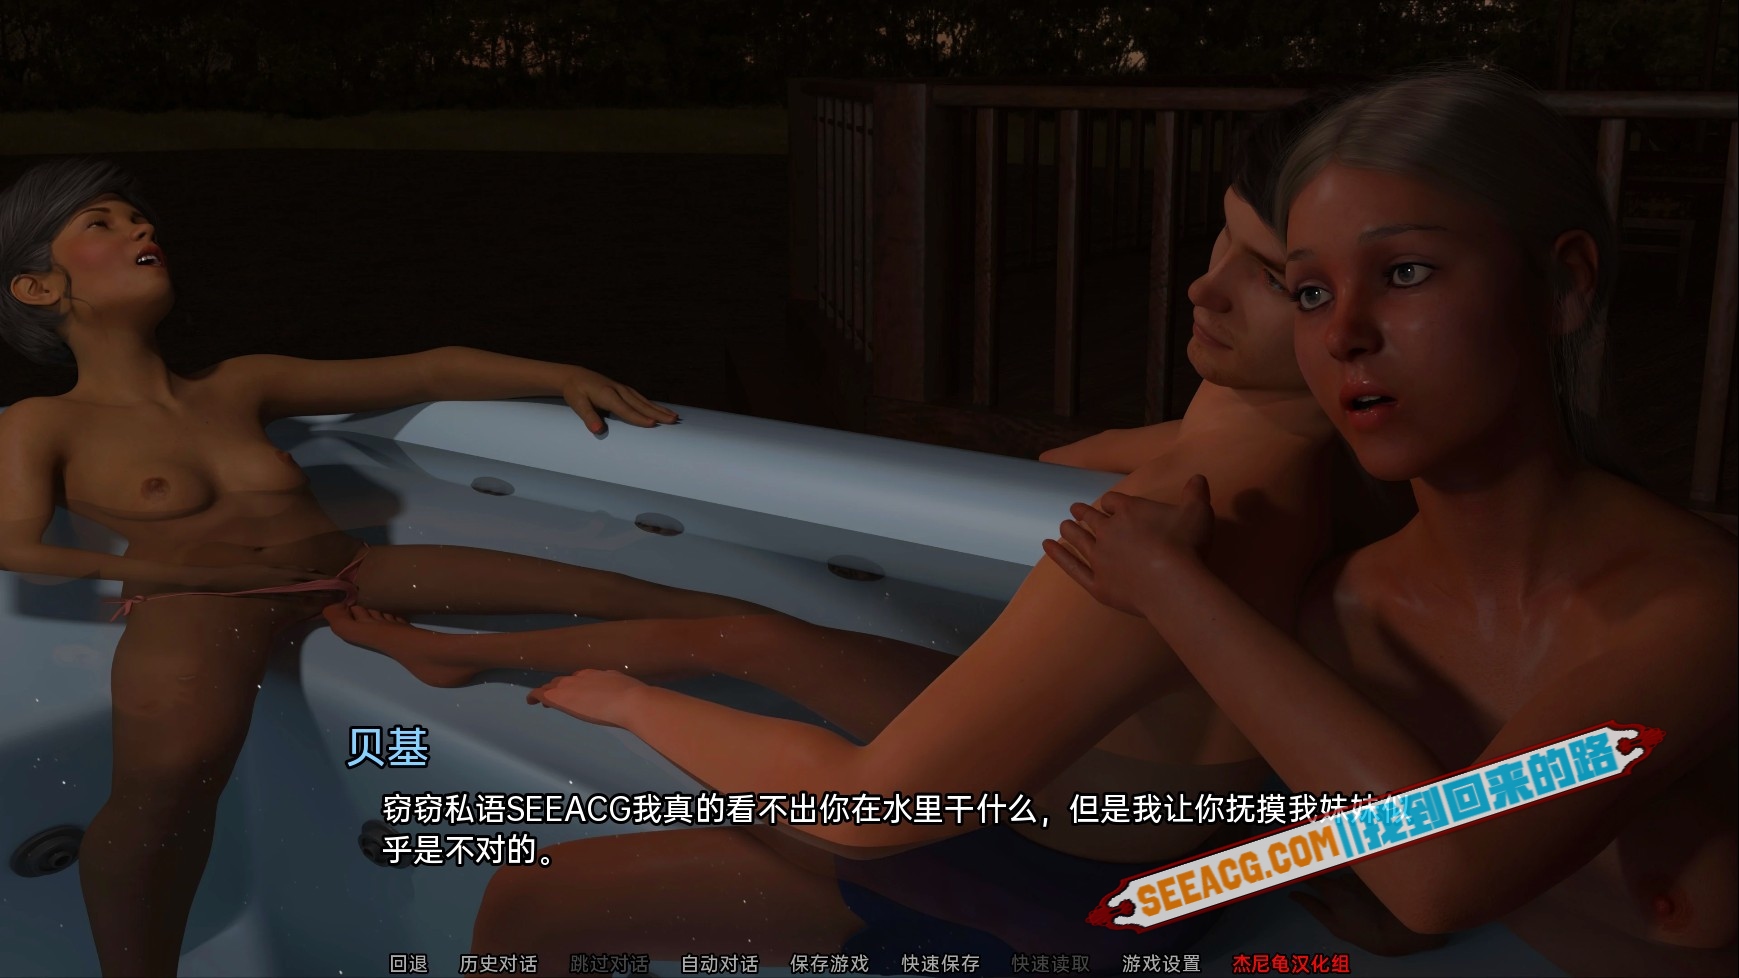 贝基
窃窃私语SEEACG我真的看不出你在水里干什么，但是我让你抚摸我妹妹似
乎是不对的。
SEEACG.COM||找到回来的路
回退 历史对话 跳过对话 自动对话 保存游戏 快速保存 快速读取 游戏设置 杰尼龟汉化组